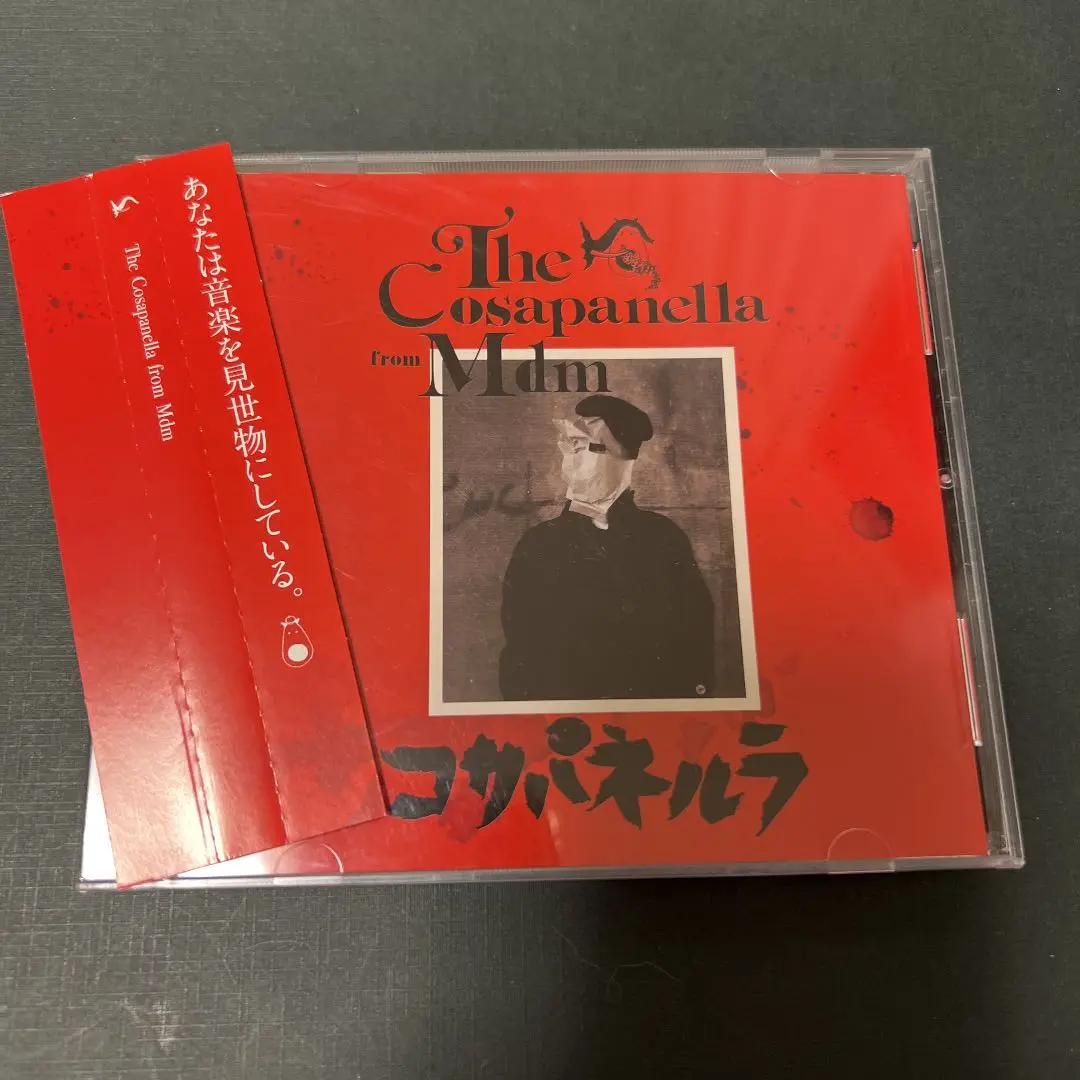 あなたは音楽を見世物にしている。
The Cosapanella from Mdm
The
Cosapanella
from Mdm
コサパネルラ